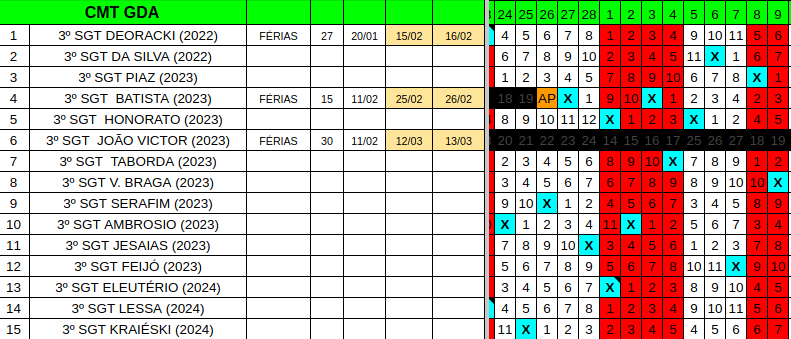 CMT GDA 24 25 26 27 28 1 2 3 4 5 6 7 8 9
1 3º SGT DEORACKI (2022) FÉRIAS 27 20/01 15/02 16/02 4 5 6 7 8 1 2 3 4 9 10 11 5 6
2 3º SGT DA SILVA (2022) 6 7 8 9 10 2 3 4 5 11 X 1 6 7
3 3º SGT PIAZ (2023) 1 2 3 4 5 7 8 9 10 6 7 8 X 1
4 3º SGT BATISTA (2023) FÉRIAS 15 11/02 25/02 26/02 18 19 AP X 1 9 10 X 1 2 3 4 2 3
5 3º SGT HONORATO (2023) 8 9 10 11 12 X 1 2 3 X 1 2 4 5
6 3º SGT JOÃO VICTOR (2023) FÉRIAS 30 11/02 12/03 13/03 20 21 22 23 24 14 15 16 17 25 26 27 18 19
7 3º SGT TABORDA (2023) 2 3 4 5 6 8 9 10 X 7 8 9 1 2
8 3º SGT V. BRAGA (2023) 3 4 5 6 7 6 7 8 9 8 9 10 10 X
9 3º SGT SERAFIM (2023) 9 10 X 1 2 4 5 6 7 3 4 5 8 9
10 3º SGT AMBROSIO (2023) X 1 2 3 4 11 X 1 2 5 6 7 3 4
11 3º SGT JESAIAS (2023) 7 8 9 10 X 3 4 5 6 1 2 3 7 8
12 3º SGT FEIJÓ (2023) 5 6 7 8 9 5 6 7 8 10 11 X 9 10
13 3º SGT ELEUTÉRIO (2024) 3 4 5 6 7 X 1 2 3 8 9 10 4 5
14 3º SGT LESSA (2024) 4 5 6 7 8 1 2 3 4 9 10 11 5 6
15 3º SGT KRAIÉSKI (2024) 11 X 1 2 3 2 3 4 5 4 5 6 6 7